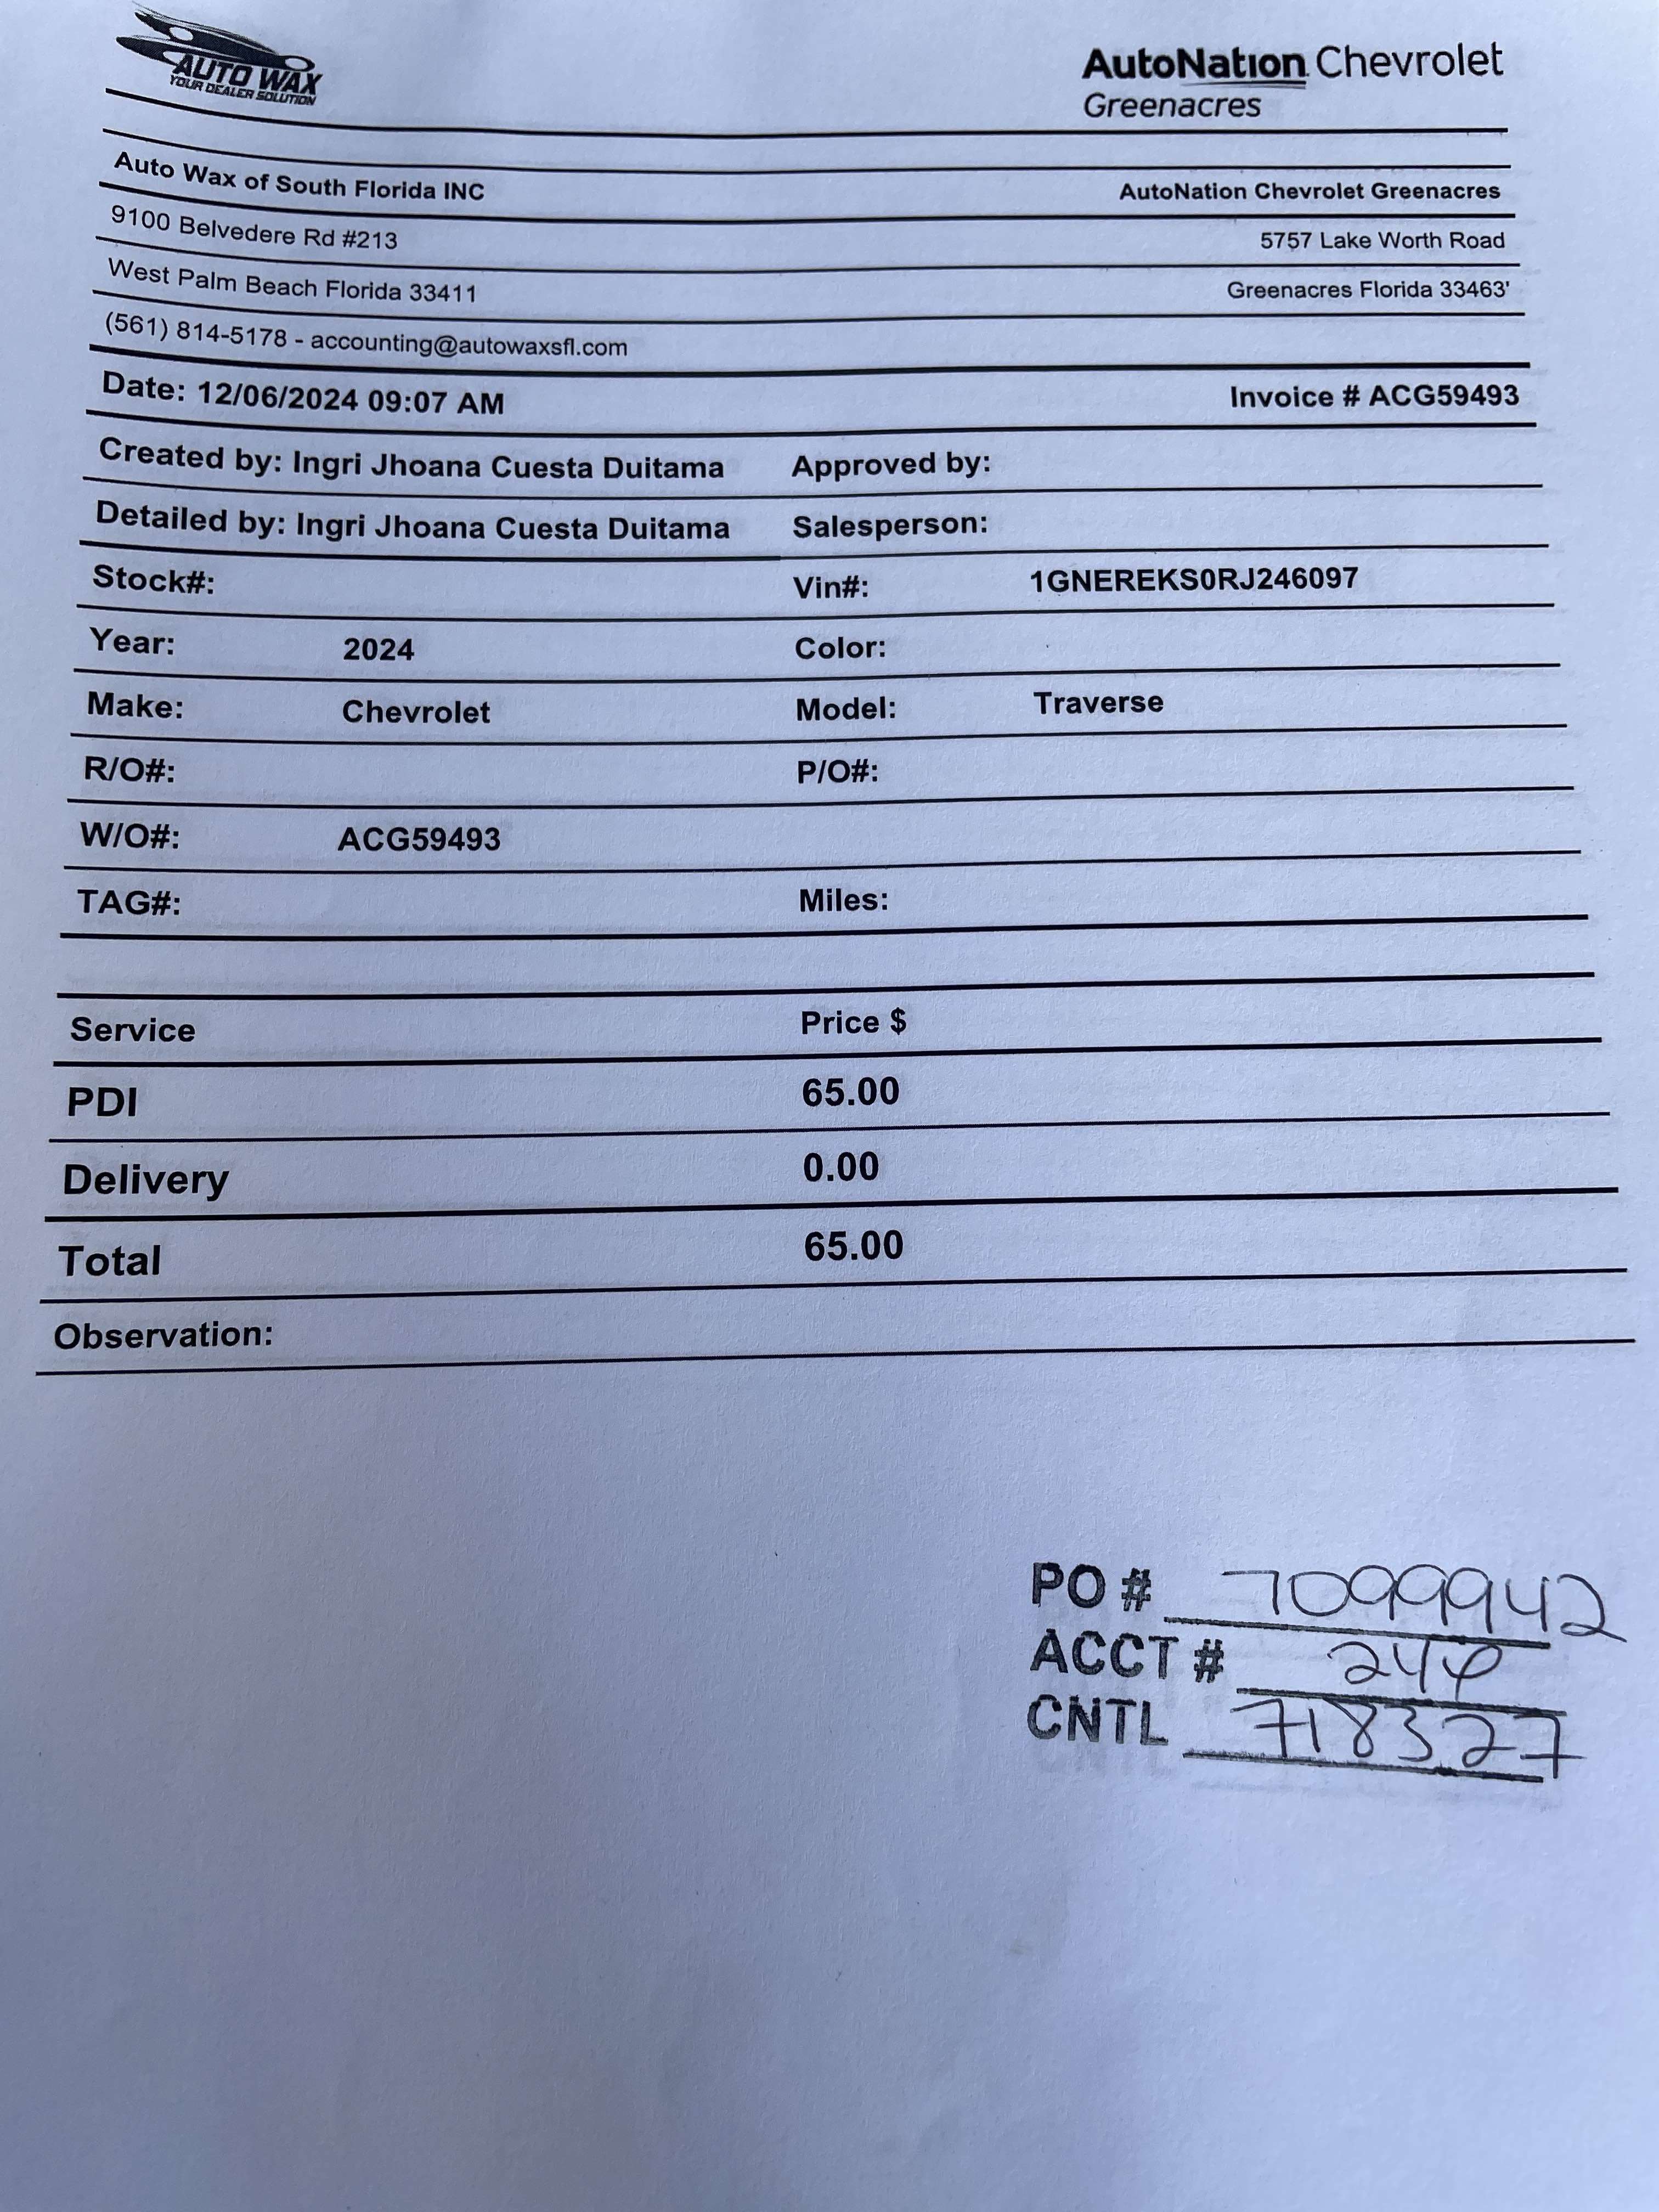 AUTO WAX
YOUR DEALER SOLUTION
AutoNation Chevrolet
Greenacres
Auto Wax of South Florida INC
AutoNation Chevrolet Greenacres
9100 Belvedere Rd #213
5757 Lake Worth Road
West Palm Beach Florida 33411
Greenacres Florida 33463'
(561) 814-5178 - accounting@autowaxsfl.com
Date: 12/06/2024 09:07 AM
Invoice # ACG59493
Created by: Ingri Jhoana Cuesta Duitama
Approved by:
Detailed by: Ingri Jhoana Cuesta Duitama
Salesperson:
Stock#:
Vin#: 1GNEREKS0RJ246097
Year: 2024
Color:
Make: Chevrolet
Model: Traverse
R/O#:
P/O#:
W/O#: ACG59493
TAG#:
Miles:
Service Price $
PDI 65.00
Delivery 0.00
Total 65.00
Observation:
PO # 7099942
ACCT #
CNTL 718327